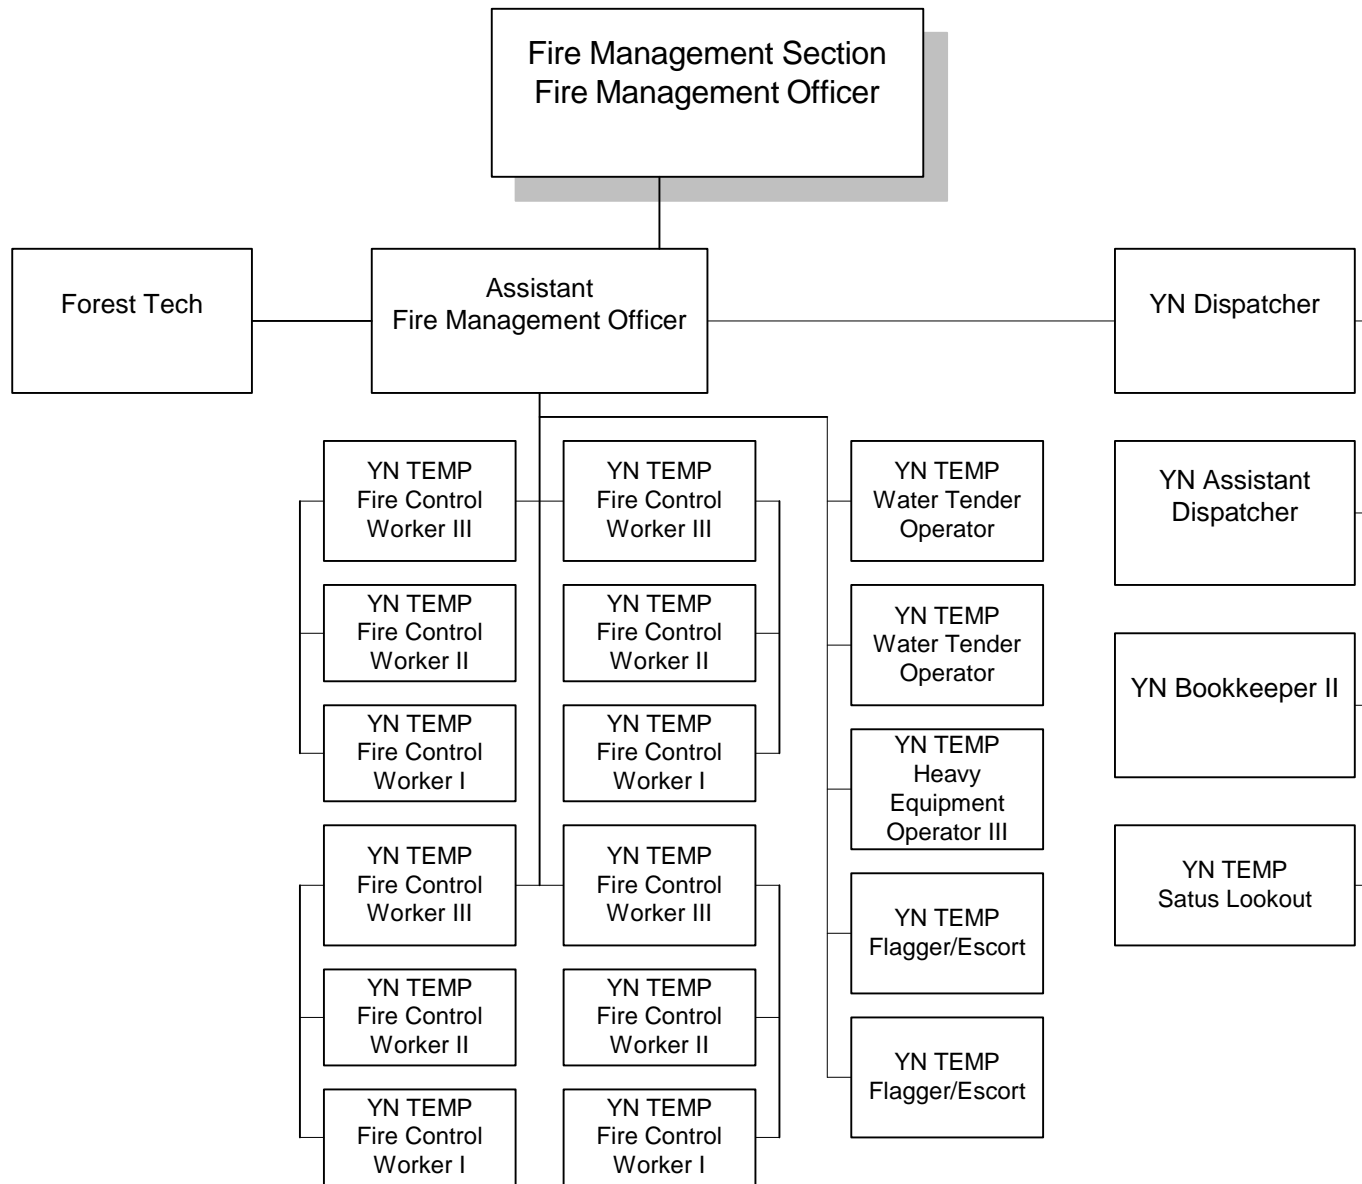 Fire Management Section
Fire Management Officer
Forest Tech
Assistant
Fire Management Officer
YN Dispatcher
YN TEMP
Fire Control
Worker III
YN TEMP
Fire Control
Worker III
YN TEMP
Water Tender
Operator
YN Assistant
Dispatcher
YN TEMP
Fire Control
Worker II
YN TEMP
Fire Control
Worker II
YN TEMP
Water Tender
Operator
YN Bookkeeper II
YN TEMP
Fire Control
Worker I
YN TEMP
Fire Control
Worker I
YN TEMP
Heavy
Equipment
Operator III
YN TEMP
Fire Control
Worker III
YN TEMP
Fire Control
Worker III
YN TEMP
Flagger/Escort
YN TEMP
Satus Lookout
YN TEMP
Fire Control
Worker II
YN TEMP
Fire Control
Worker II
YN TEMP
Flagger/Escort
YN TEMP
Fire Control
Worker I
YN TEMP
Fire Control
Worker I